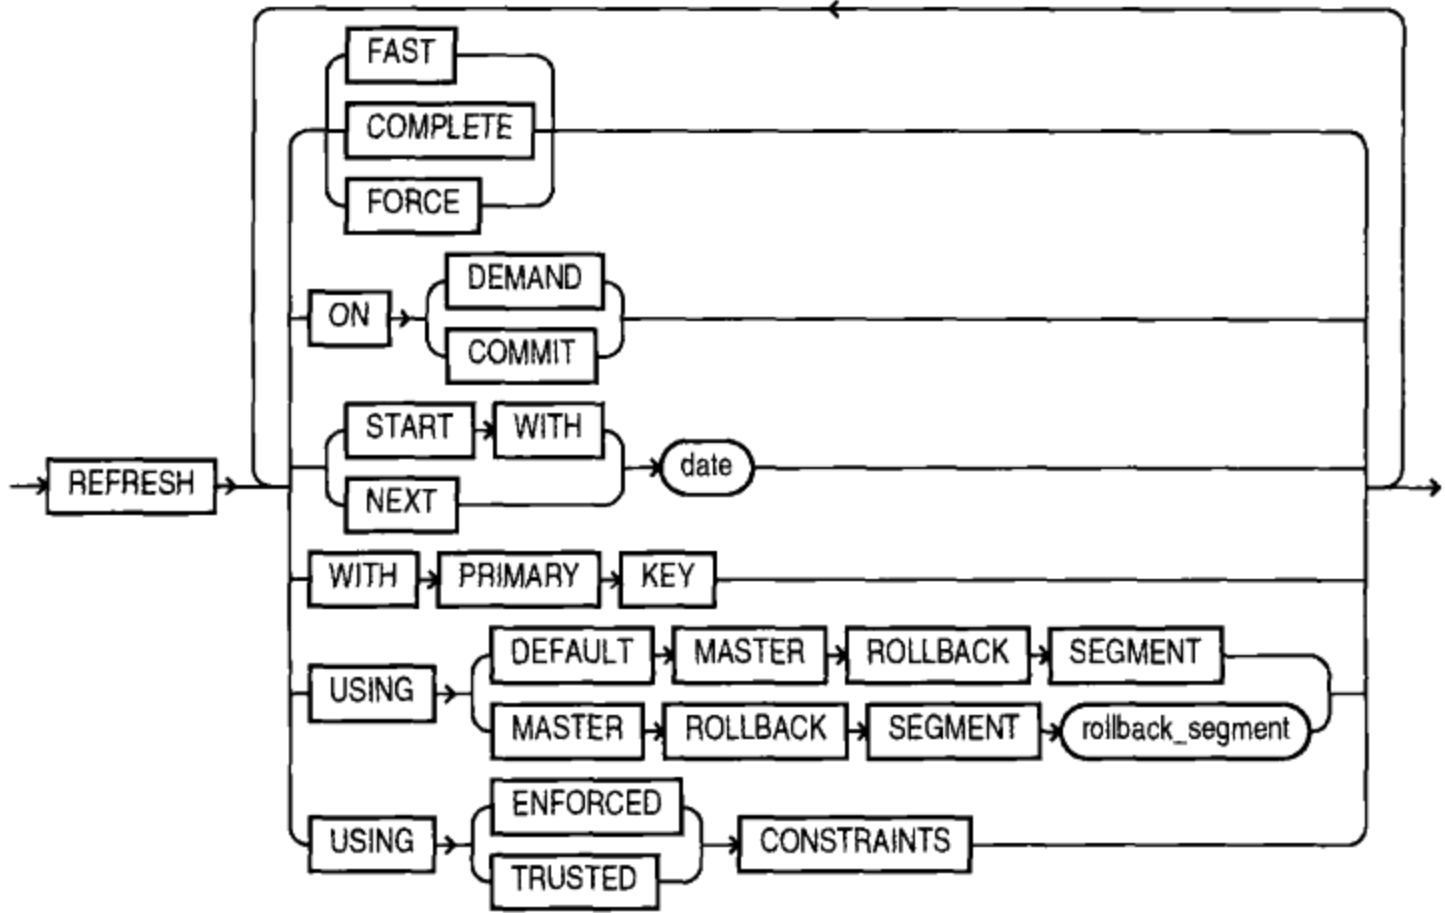 FAST
COMPLETE
FORCE
ON
DEMAND
COMMIT
START WITH
NEXT
date
REFRESH
WITH PRIMARY KEY
USING
DEFAULT MASTER ROLLBACK SEGMENT
MASTER ROLLBACK SEGMENT rollback_segment
USING
ENFORCED
TRUSTED
CONSTRAINTS